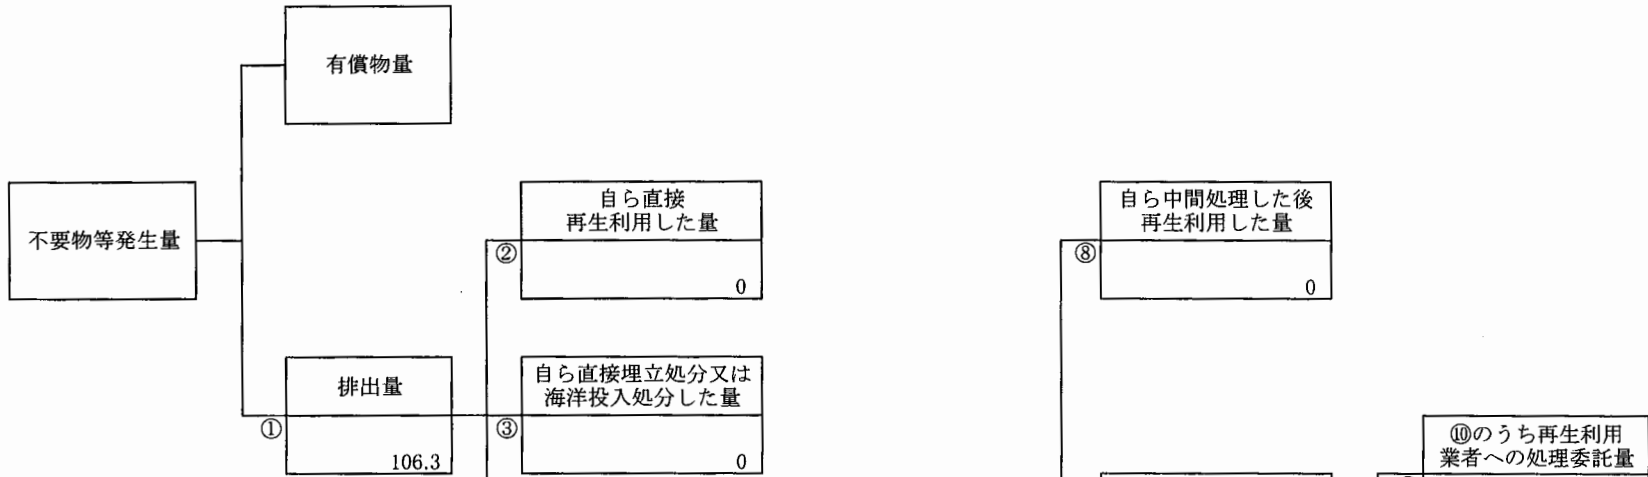 有償物量
不要物等発生量
自ら直接
再生利用した量
②
0
自ら中間処理した後
再生利用した量
⑧
0
排出量
①
106.3
自ら直接埋立処分又は
海洋投入処分した量
③
0
⑩のうち再生利用
業者への処理委託量